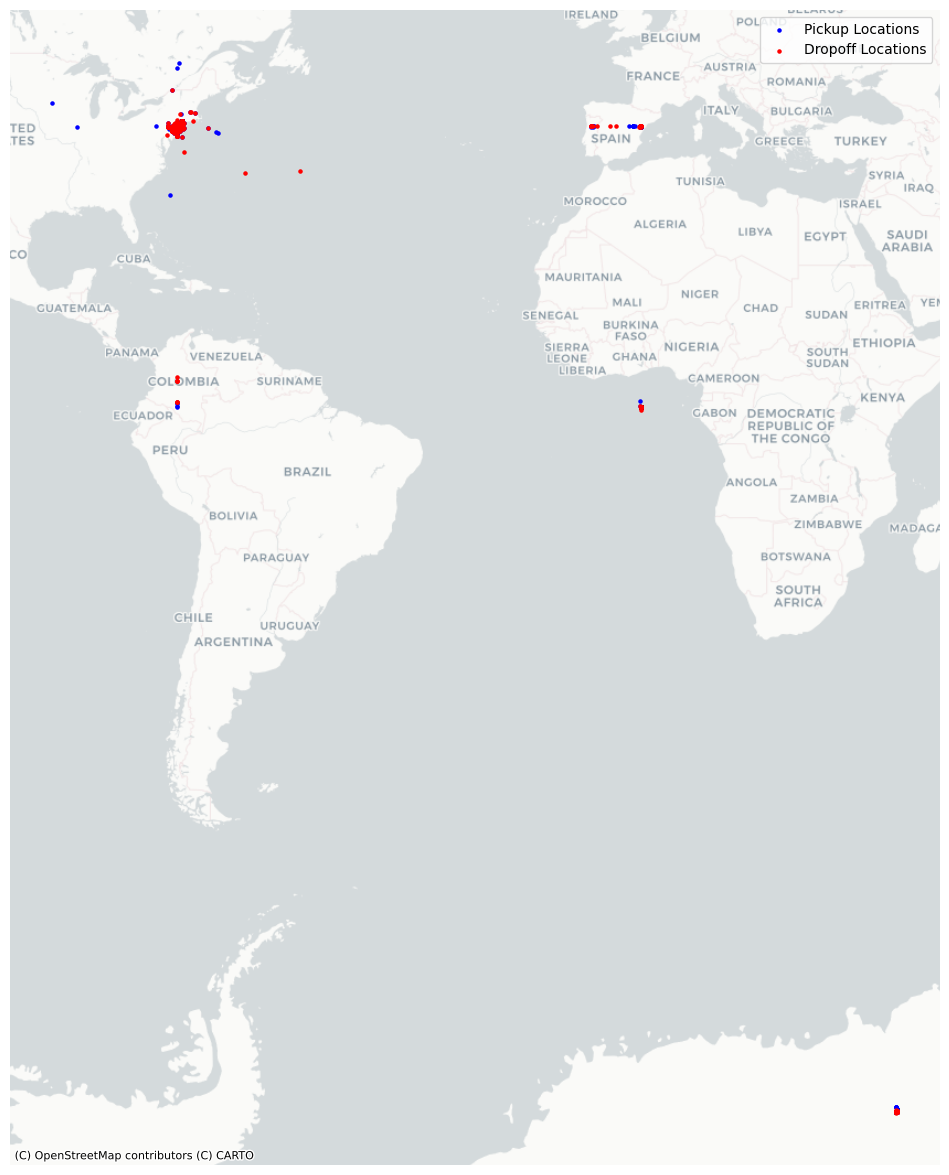 IRELAND
BELARUS
POLAND
BELGIUM
Pickup Locations
Dropoff Locations
AUSTRIA
FRANCE
ROMANIA
ITALY
BULGARIA
TED
TES
SPAIN
GREECE
TURKEY
SYRIA
IRAQ
TUNISIA
MOROCCO
ISRAEL
ALGERIA
LIBYA
EGYPT
SAUDI
ARABIA
CO
CUBA
MAURITANIA
GUATEMALA
MALI
NIGER
CHAD
SUDAN
ERITREA
YEM
SENEGAL
BURKINA
FASO
PANAMA
VENEZUELA
SIERRA
LEONE
GHANA
NIGERIA
SOUTH
SUDAN
ETHIOPIA
LIBERIA
COLOMBIA
SURINAME
CAMEROON
ECUADOR
KENYA
GABON
DEMOCRATIC
REPUBLIC OF
THE CONGO
PERU
BRAZIL
ANGOLA
ZAMBIA
BOLIVIA
ZIMBABWE
MADAGA
PARAGUAY
BOTSWANA
SOUTH
AFRICA
CHILE
URUGUAY
ARGENTINA
(C) OpenStreetMap contributors (C) CARTO